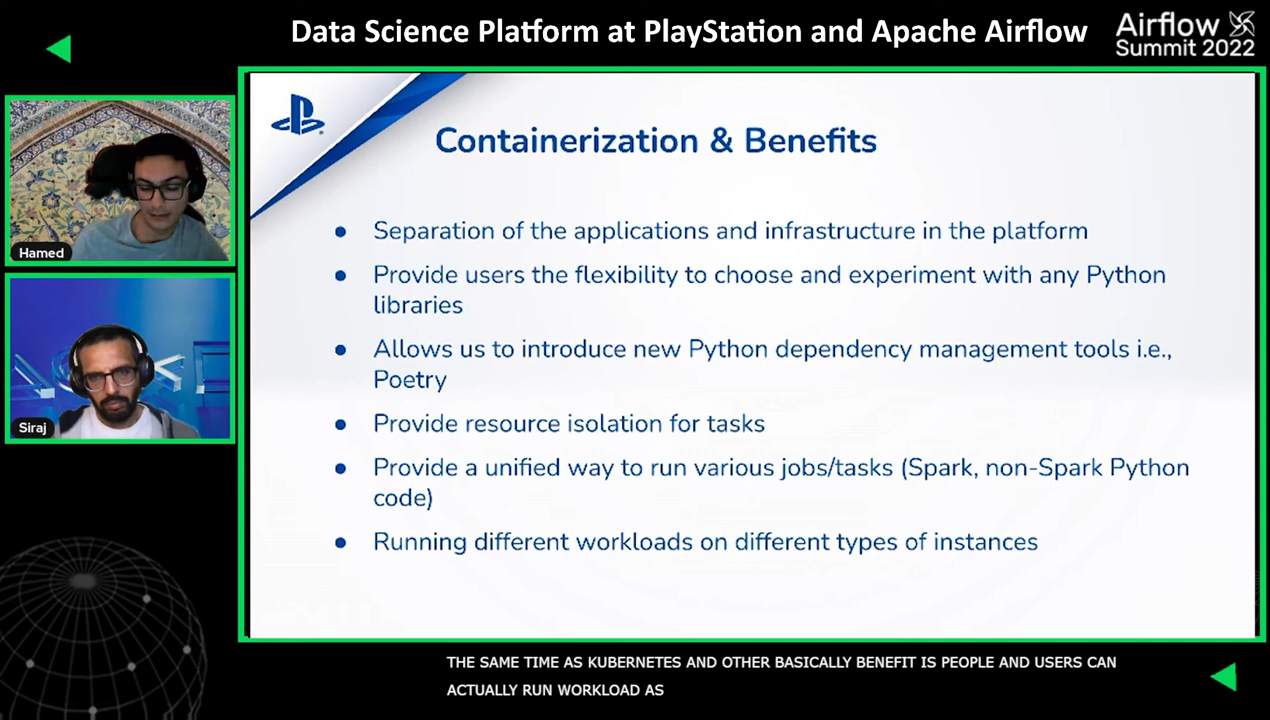 Data Science Platform at PlayStation and Apache Airflow
Airflow
Summit 2022
Containerization & Benefits
Hamed
Siraj
● Separation of the applications and infrastructure in the platform
● Provide users the flexibility to choose and experiment with any Python
libraries
● Allows us to introduce new Python dependency management tools i.e.,
Poetry
● Provide resource isolation for tasks
● Provide a unified way to run various jobs/tasks (Spark, non-Spark Python
code)
● Running different workloads on different types of instances
THE SAME TIME AS KUBERNETES AND OTHER BASICALLY BENEFIT IS PEOPLE AND USERS CAN
ACTUALLY RUN WORKLOAD AS